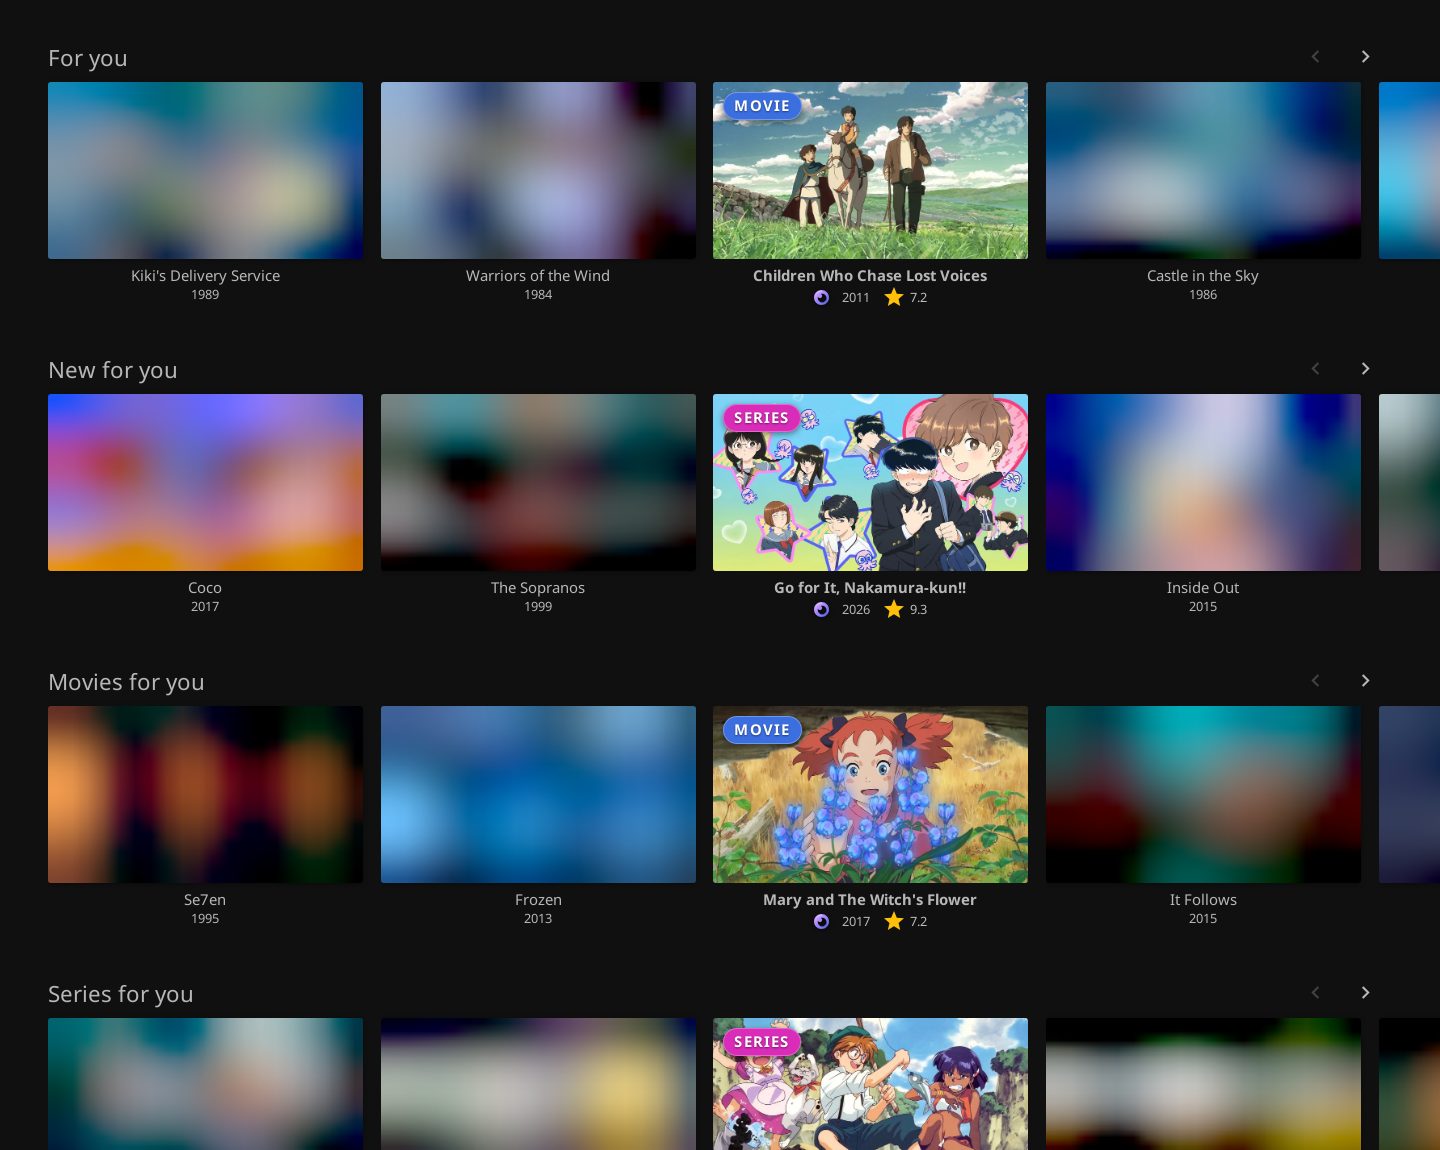 For you
MOVIE
Kiki's Delivery Service
1989
Warriors of the Wind
1984
Children Who Chase Lost Voices
2011 7.2
Castle in the Sky
1986
New for you
SERIES
Coco
2017
The Sopranos
1999
Go for It, Nakamura-kun!!
2026 9.3
Inside Out
2015
Movies for you
MOVIE
Se7en
1995
Frozen
2013
Mary and The Witch's Flower
2017 7.2
It Follows
2015
Series for you
SERIES